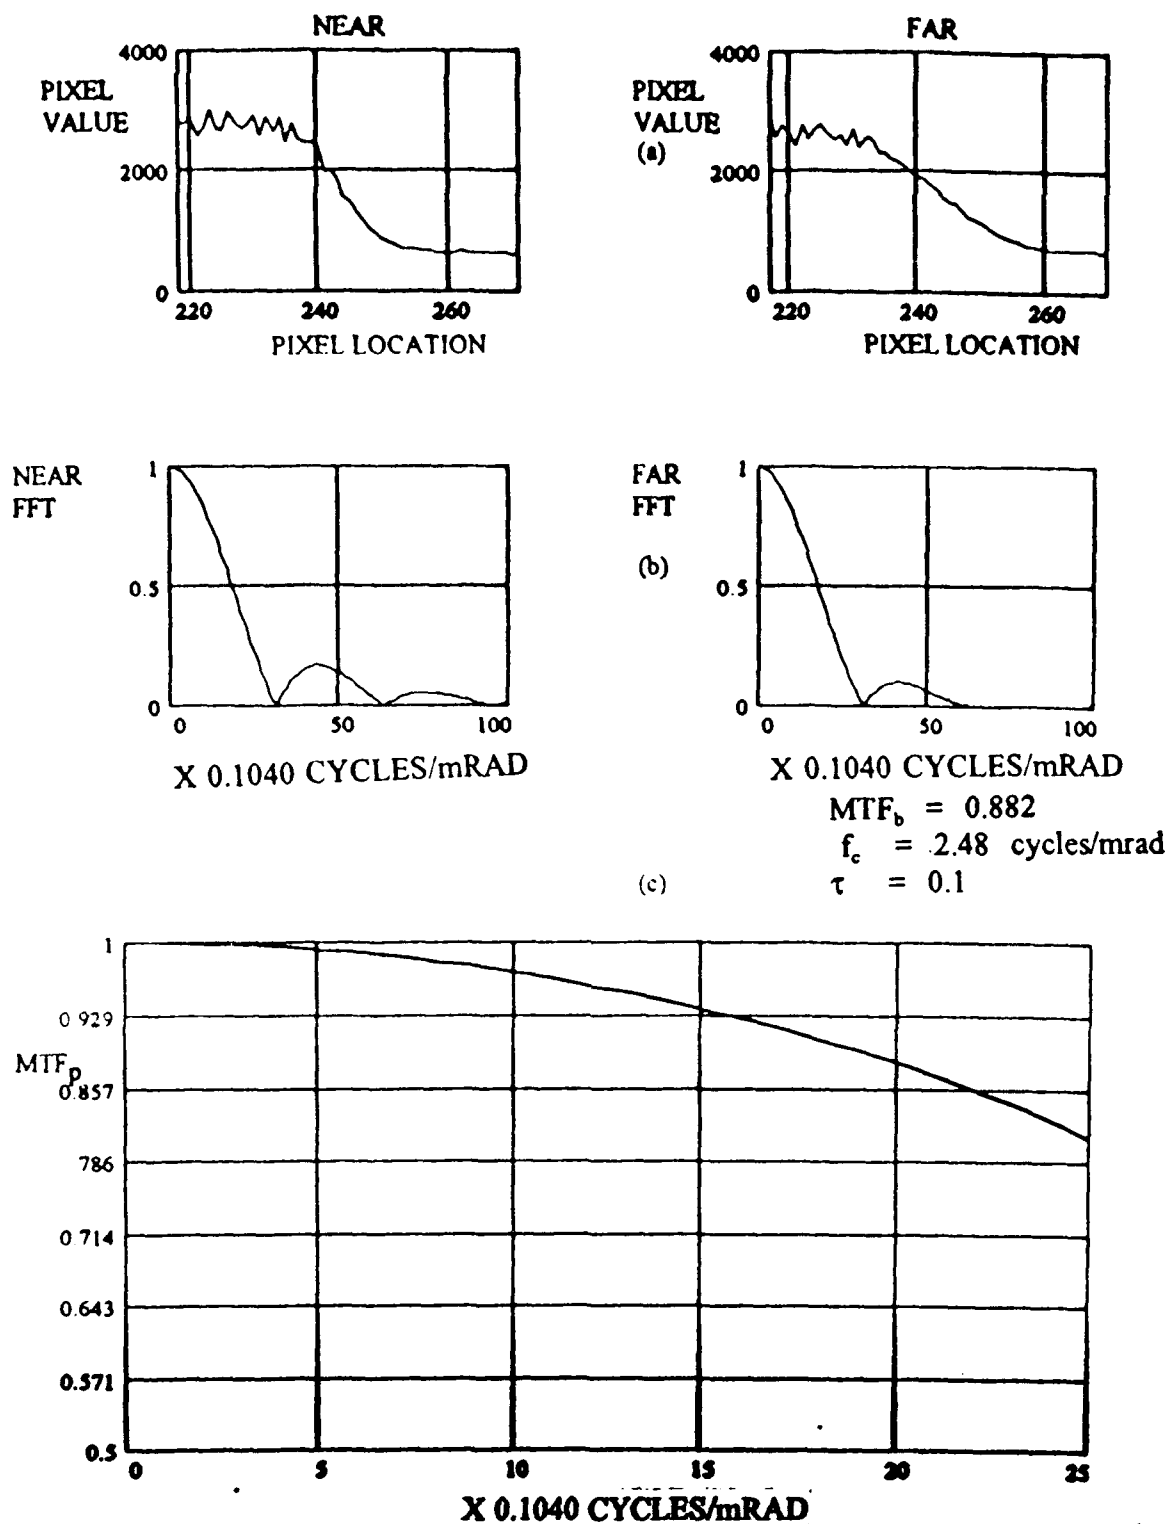 NEAR
4000
PIXEL
VALUE
2000
0
220 240 260
PIXEL LOCATION
FAR
4000
PIXEL
VALUE
(a)
2000
0
220 240 260
PIXEL LOCATION
NEAR
FFT
1
0.5
0
0 50 100
X 0.1040 CYCLES/mRAD
FAR
FFT
(b)
1
0.5
0
0 50 100
X 0.1040 CYCLES/mRAD
MTFb = 0.882
fc = 2.48 cycles/mrad
τ = 0.1
(c)
1
0 929
MTFp
0.857
786
0 714
0.643
0.571
0.5
0 5 10 15 20 25
X 0.1040 CYCLES/mRAD